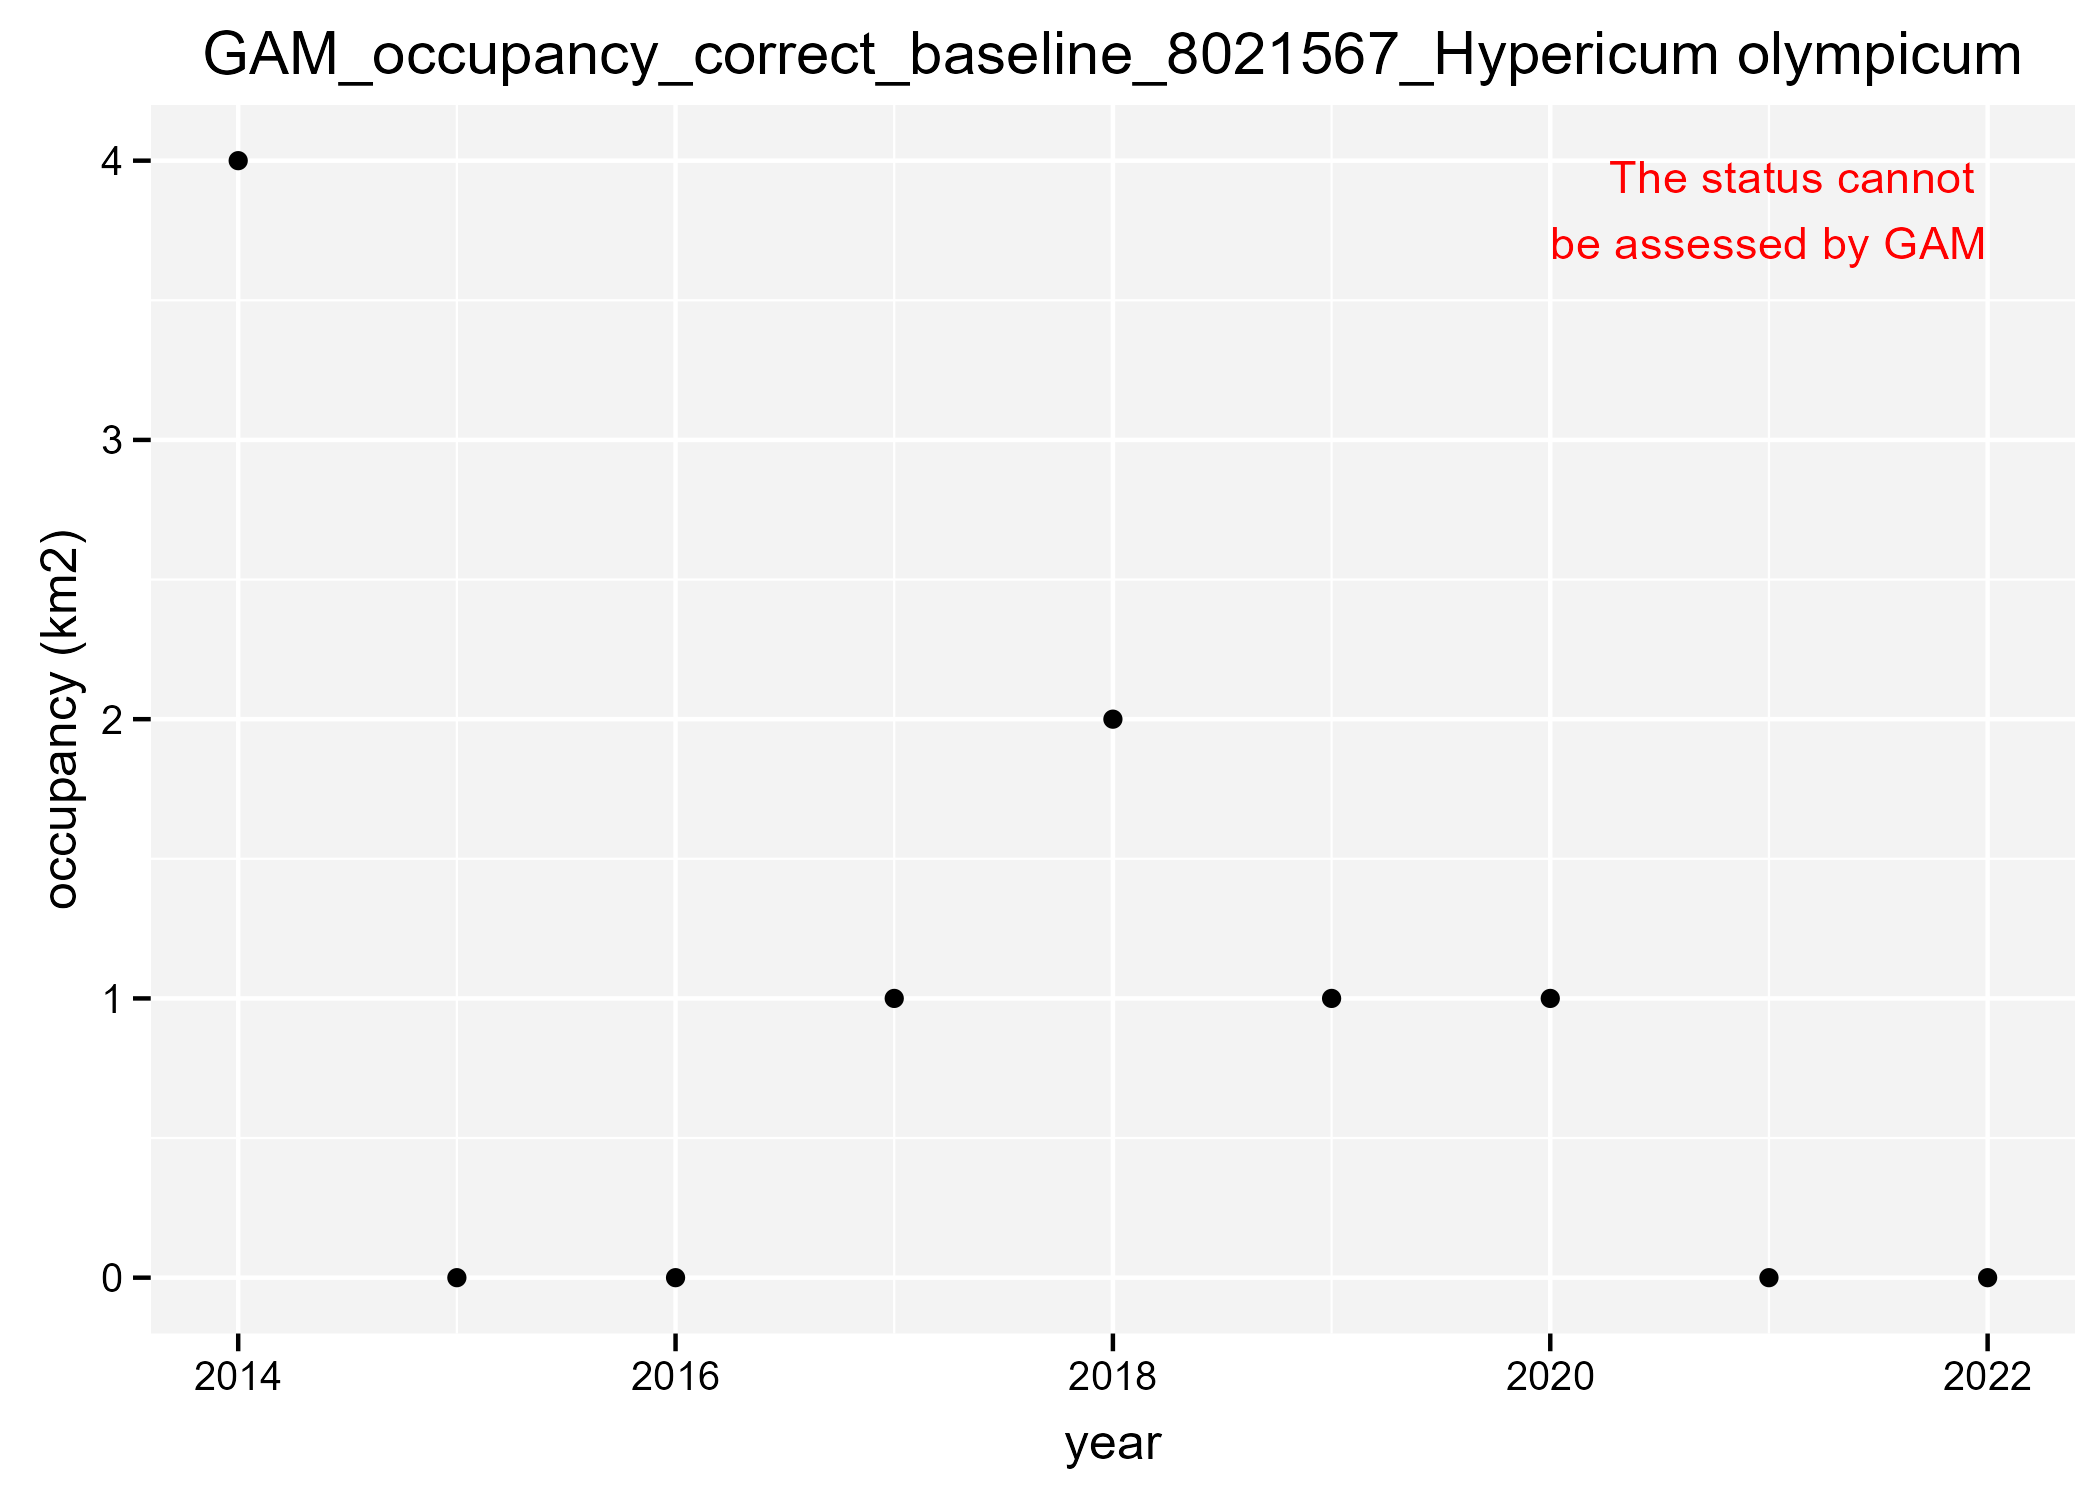 GAM_occupancy_correct_baseline_8021567_Hypericum olympicum
The status cannot
be assessed by GAM
occupancy (km2)
4
3
2
1
0
2014 2016 2018 2020 2022
year